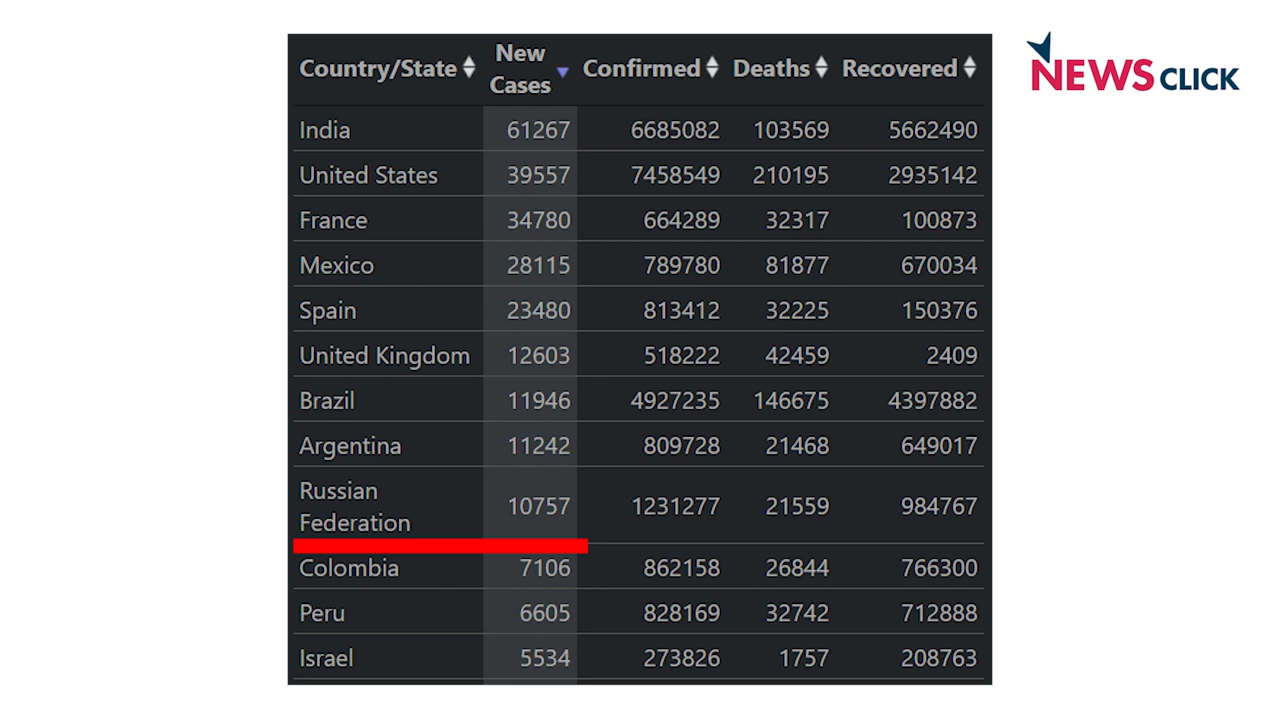 NEWS CLICK
Country/State New Cases Confirmed Deaths Recovered
India 61267 6685082 103569 5662490
United States 39557 7458549 210195 2935142
France 34780 664289 32317 100873
Mexico 28115 789780 81877 670034
Spain 23480 813412 32225 150376
United Kingdom 12603 518222 42459 2409
Brazil 11946 4927235 146675 4397882
Argentina 11242 809728 21468 649017
Russian Federation 10757 1231277 21559 984767
Colombia 7106 862158 26844 766300
Peru 6605 828169 32742 712888
Israel 5534 273826 1757 208763